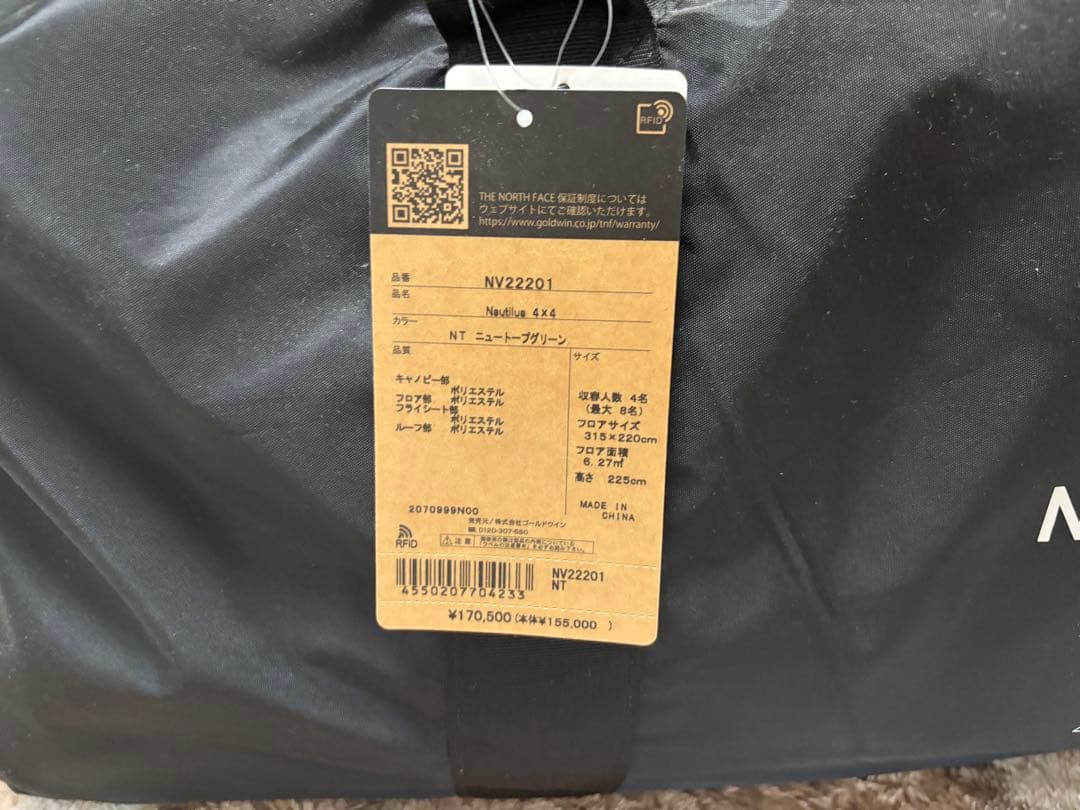 RFID
THE NORTH FACE 保証制度については
ウェブサイトにてご確認いただけます。
https://www.goldwin.co.jp/tnf/warranty/
品番
NV22201
品名
Nautilus 4×4
カラー
NT ニュートープグリーン
品質
キャノピー部
ポリエステル
フロア部 ポリエステル
フライシート部
ポリエステル
ルーフ部 ポリエステル
サイズ
収容人数 4名
(最大 8名)
フロアサイズ
315×220cm
フロア面積
6.27㎡
高さ 225cm
MADE IN
CHINA
2070999N00
発売元/株式会社ゴールドウイン
0120-307-560
RFID
注意
4550207704233
NV22201
NT
¥170,500(本体¥155,000 )
N